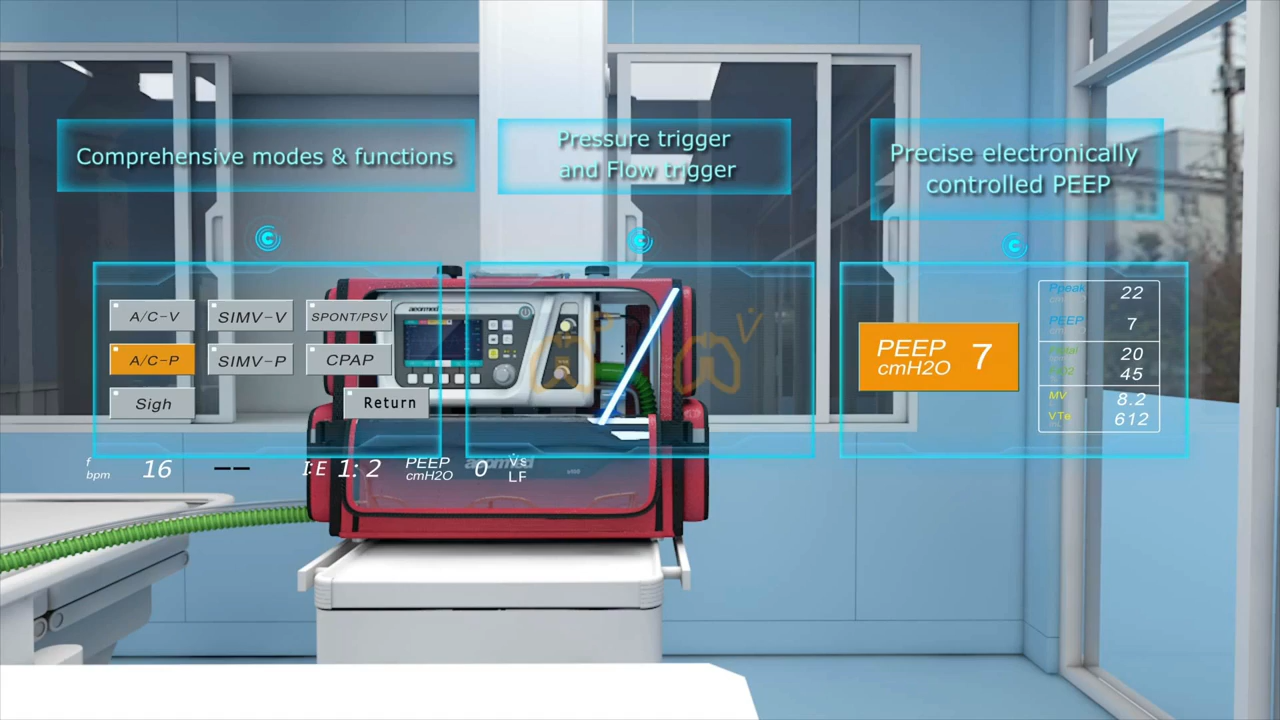 Comprehensive modes & functions
Pressure trigger
and Flow trigger
Precise electronically
controlled PEEP
A/C-V
SIMV-V
SPONT/PSV
A/C-P
SIMV-P
CPAP
Sigh
Return
aeonmed
P
V̇
PEEP
cmH2O
7
Ppeak
22
PEEP
7
20
45
MV
8.2
VTe
612
f
bpm
16
--
I:E 1:2
PEEP
cmH2O
0
V̇s
LF
aeonmed